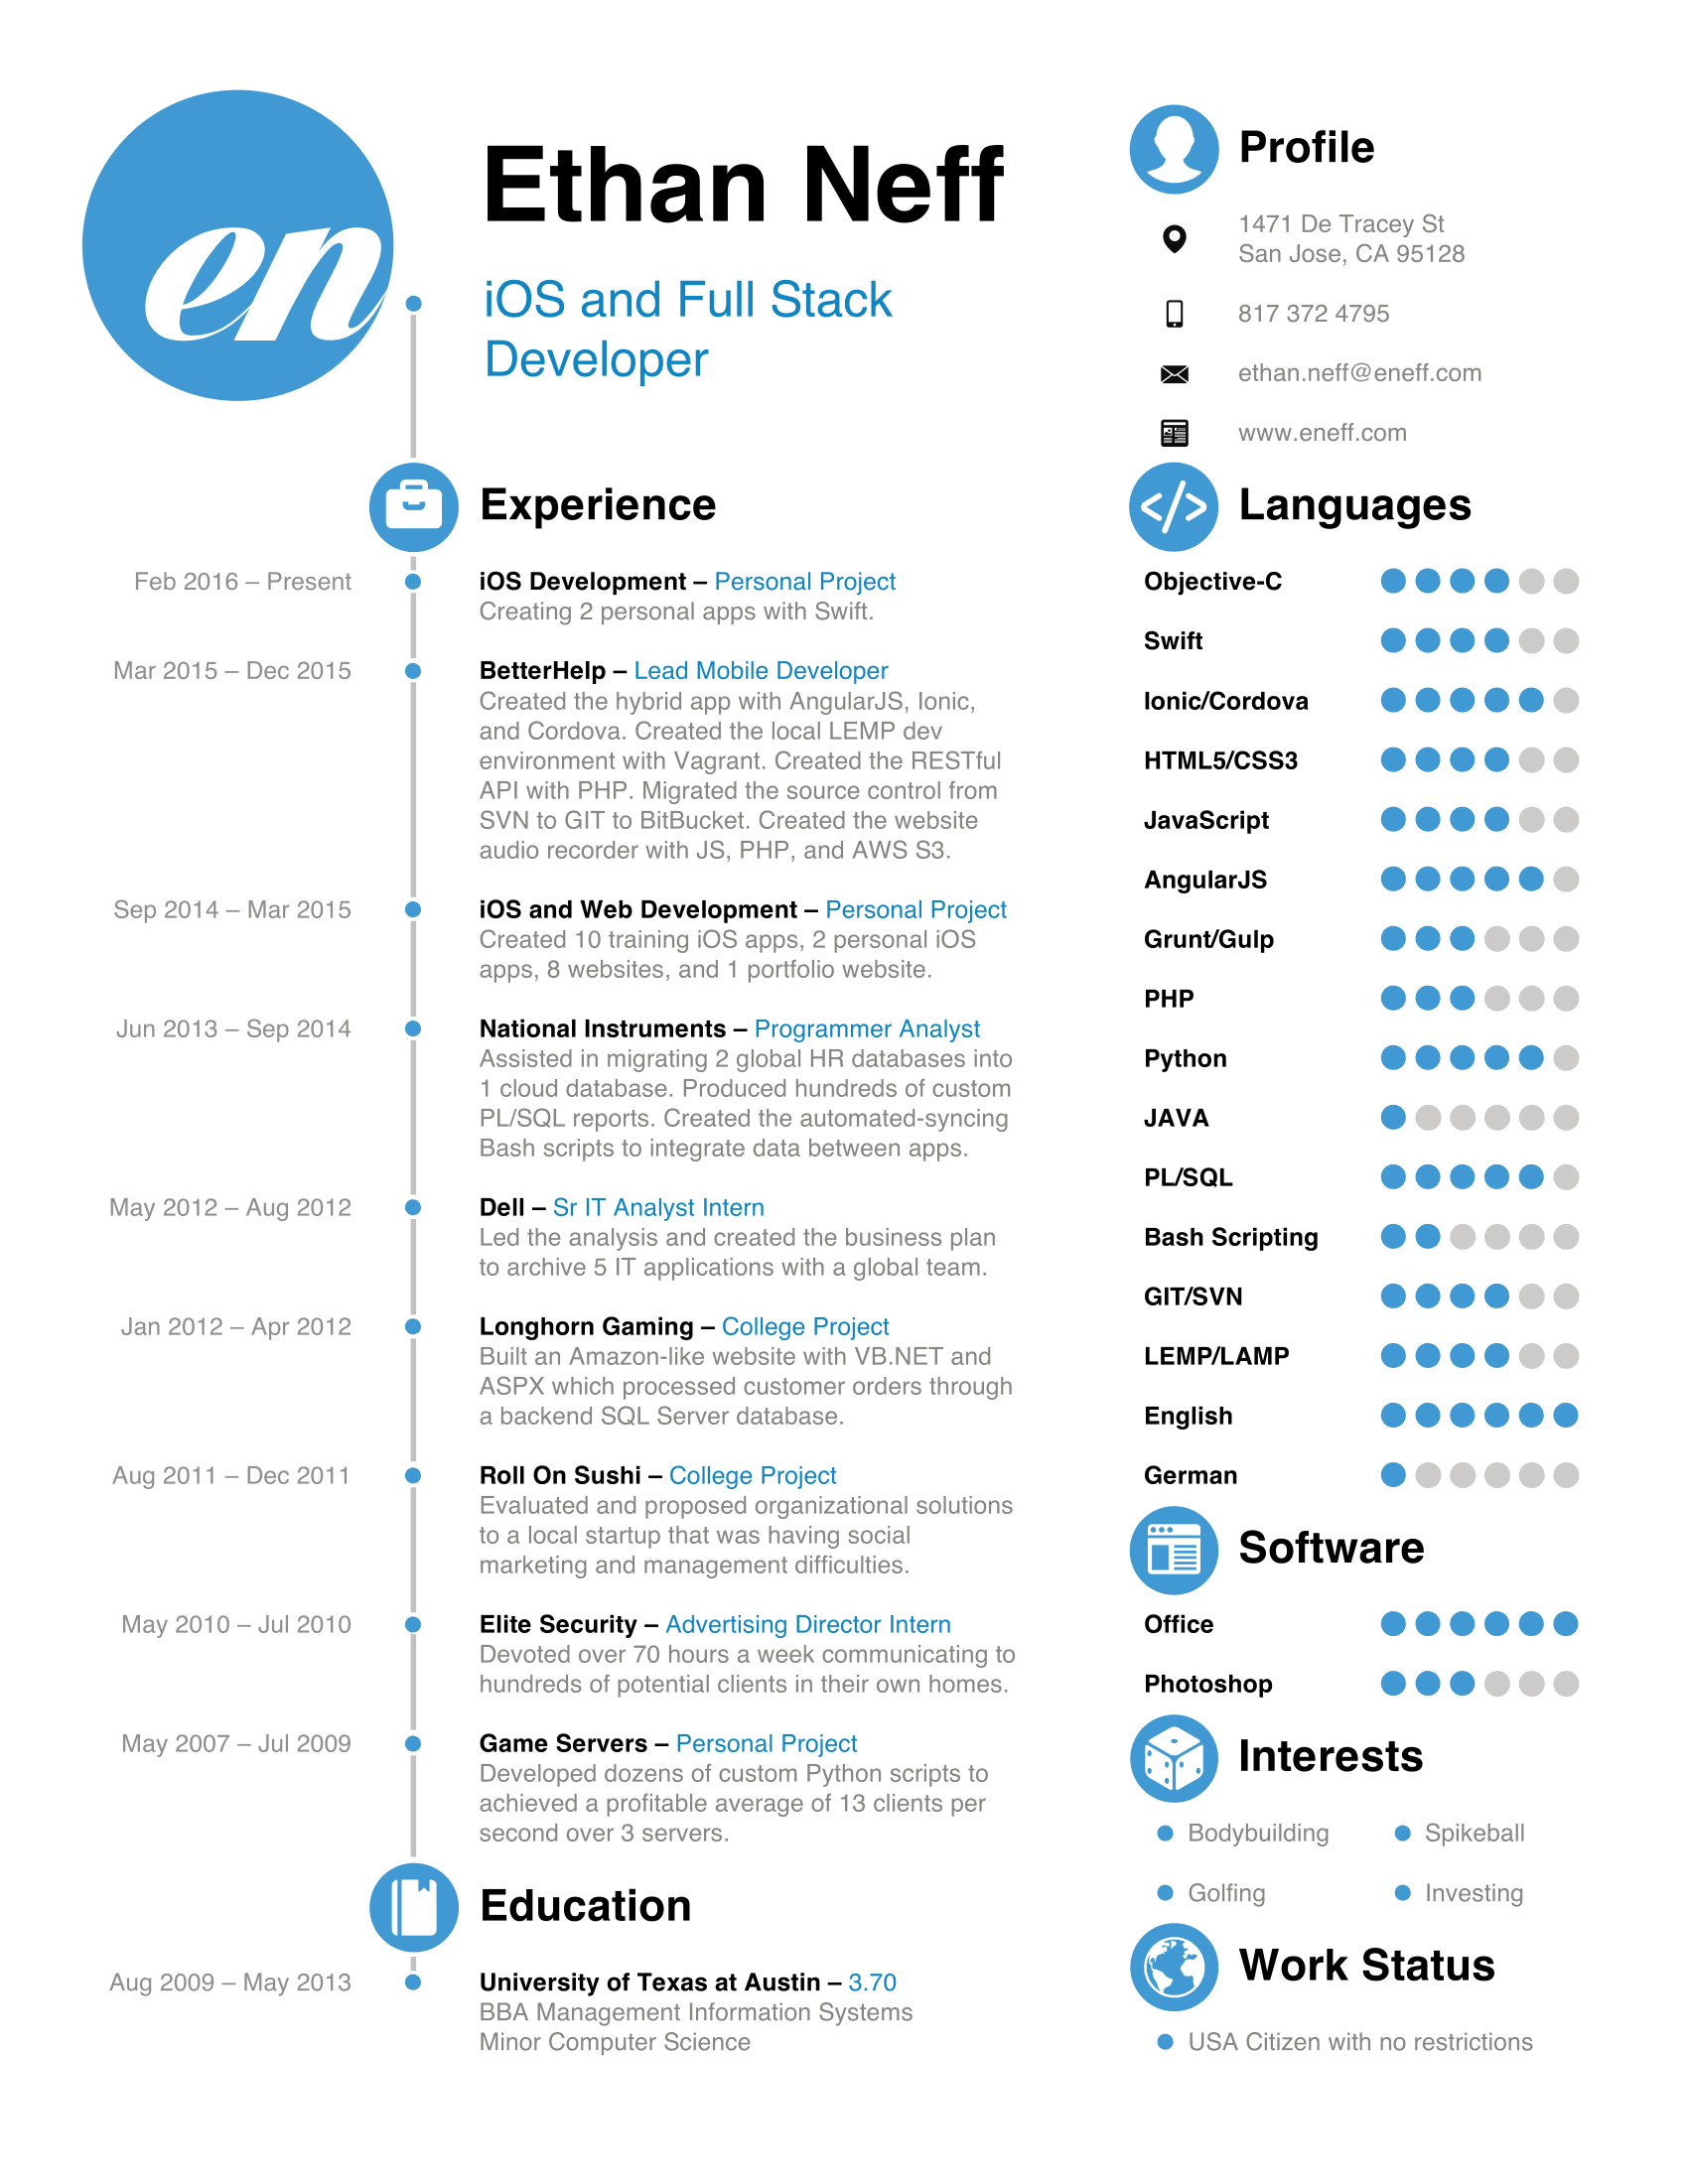 en
Ethan Neff
iOS and Full Stack
Developer
Profile
1471 De Tracey St
San Jose, CA 95128
817 372 4795
ethan.neff@eneff.com
www.eneff.com
Experience
Feb 2016 – Present
iOS Development – Personal Project
Creating 2 personal apps with Swift.
Mar 2015 – Dec 2015
BetterHelp – Lead Mobile Developer
Created the hybrid app with AngularJS, Ionic,
and Cordova. Created the local LEMP dev
environment with Vagrant. Created the RESTful
API with PHP. Migrated the source control from
SVN to GIT to BitBucket. Created the website
audio recorder with JS, PHP, and AWS S3.
Sep 2014 – Mar 2015
iOS and Web Development – Personal Project
Created 10 training iOS apps, 2 personal iOS
apps, 8 websites, and 1 portfolio website.
Jun 2013 – Sep 2014
National Instruments – Programmer Analyst
Assisted in migrating 2 global HR databases into
1 cloud database. Produced hundreds of custom
PL/SQL reports. Created the automated-syncing
Bash scripts to integrate data between apps.
May 2012 – Aug 2012
Dell – Sr IT Analyst Intern
Led the analysis and created the business plan
to archive 5 IT applications with a global team.
Jan 2012 – Apr 2012
Longhorn Gaming – College Project
Built an Amazon-like website with VB.NET and
ASPX which processed customer orders through
a backend SQL Server database.
Aug 2011 – Dec 2011
Roll On Sushi – College Project
Evaluated and proposed organizational solutions
to a local startup that was having social
marketing and management difficulties.
May 2010 – Jul 2010
Elite Security – Advertising Director Intern
Devoted over 70 hours a week communicating to
hundreds of potential clients in their own homes.
May 2007 – Jul 2009
Game Servers – Personal Project
Developed dozens of custom Python scripts to
achieved a profitable average of 13 clients per
second over 3 servers.
Education
Aug 2009 – May 2013
University of Texas at Austin – 3.70
BBA Management Information Systems
Minor Computer Science
</> Languages
Objective-C
Swift
Ionic/Cordova
HTML5/CSS3
JavaScript
AngularJS
Grunt/Gulp
PHP
Python
JAVA
PL/SQL
Bash Scripting
GIT/SVN
LEMP/LAMP
English
German
Software
Office
Photoshop
Interests
Bodybuilding
Spikeball
Golfing
Investing
Work Status
USA Citizen with no restrictions